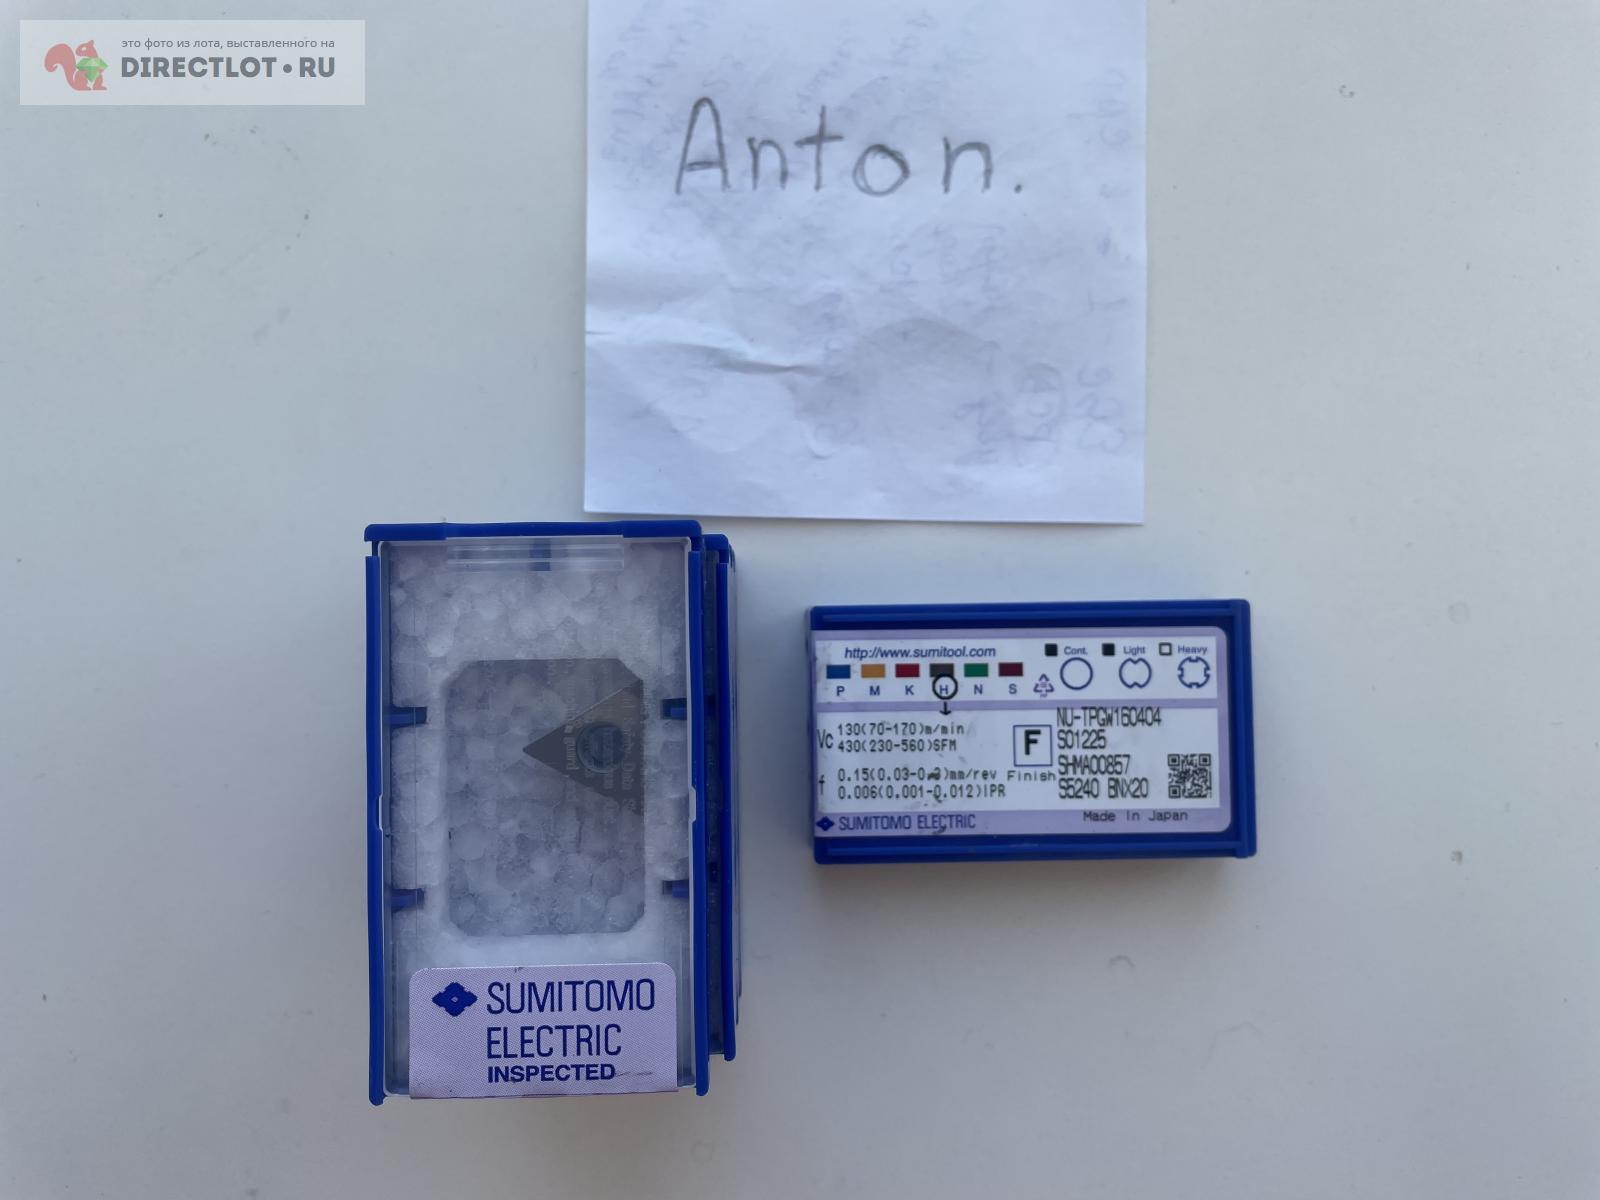 это фото из лота, выставленного на
DIRECTLOT•RU
Anton.
SUMITOMO
ELECTRIC
INSPECTED
http://www.sumitool.com
Cont. Light Heavy
P M K H N S
Vc 130(70-170)m/min
430(230-560)SFM
f 0.15(0.03-0.3)mm/rev
0.006(0.001-0.012)IPR
F
Finish
NU-TPGW160404
S01225
SHMA00857
S5240 BNX20
Made in Japan
SUMITOMO ELECTRIC